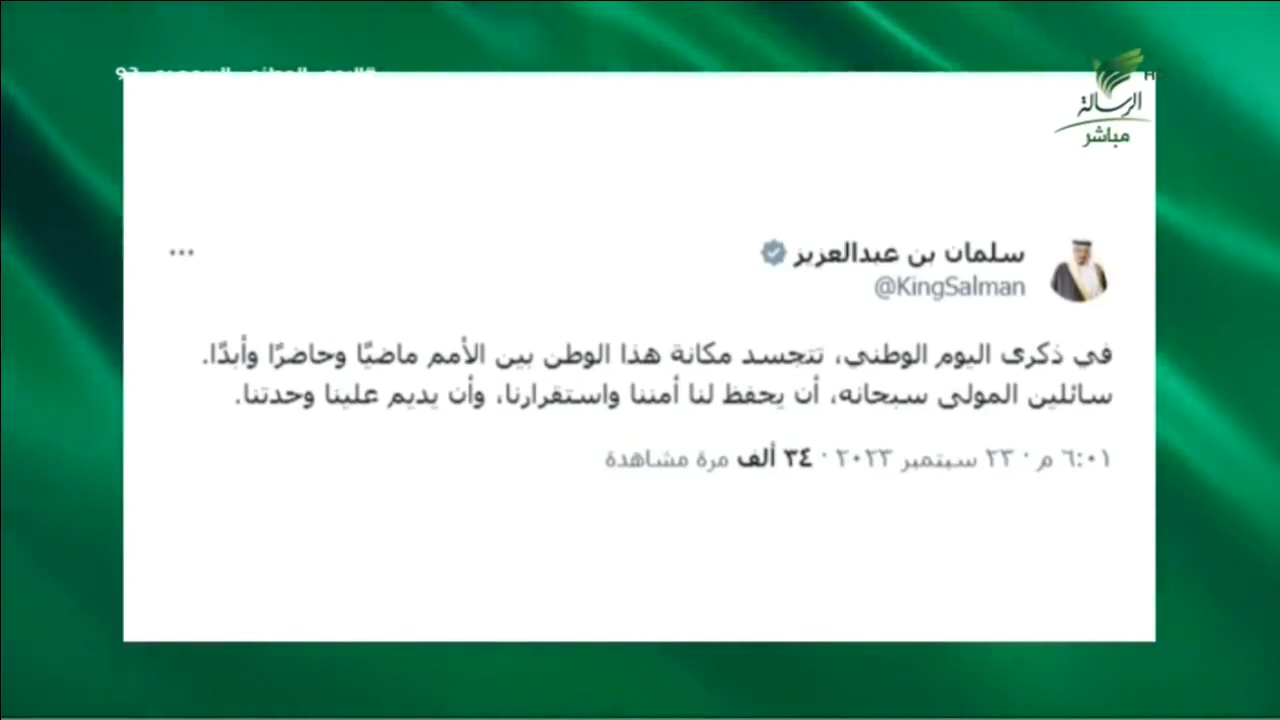 الرسالة
مباشر
سلمان بن عبدالعزيز
@KingSalman
في ذكرى اليوم الوطني، تتجسد مكانة هذا الوطن بين الأمم ماضيًا وحاضرًا وأبدًا.
سائلين المولى سبحانه، أن يحفظ لنا أمننا واستقرارنا، وأن يديم علينا وحدتنا.
٦:٠١ م · ٢٣ سبتمبر ٢٠٢٣ · ٣٤ ألف مرة مشاهدة